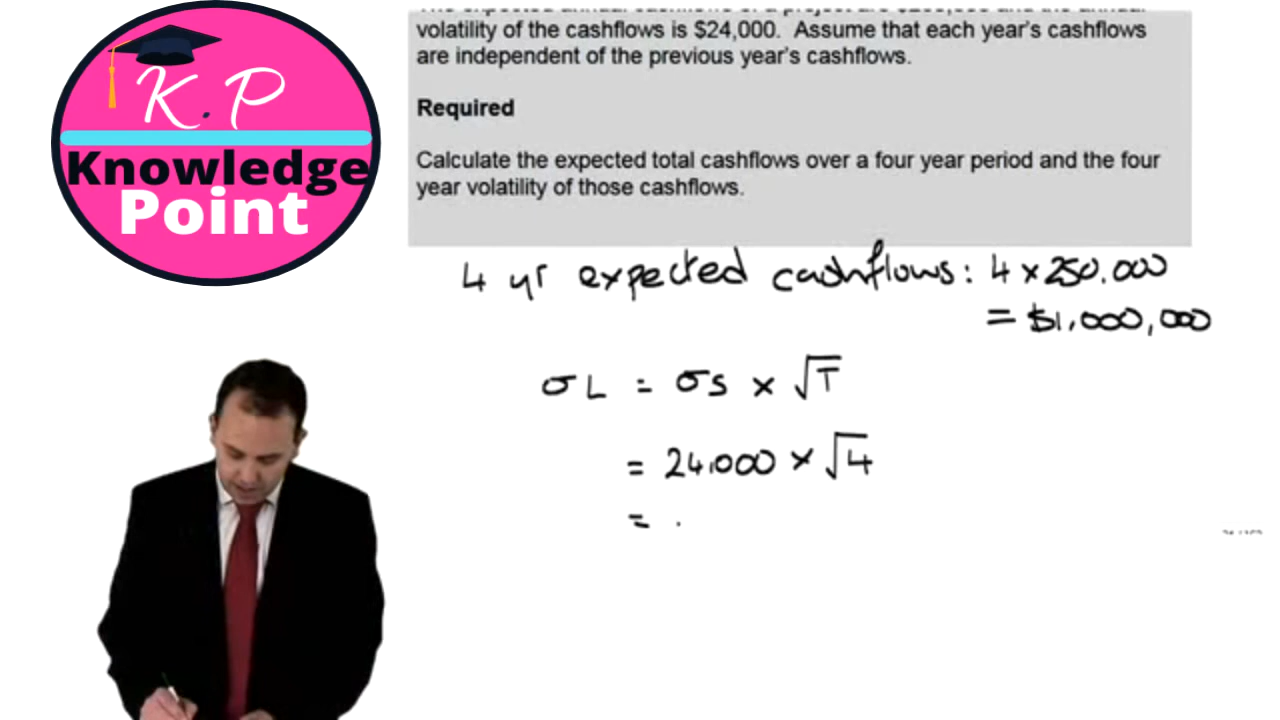 K.P
Knowledge
Point
volatility of the cashflows is $24,000. Assume that each year's cashflows
are independent of the previous year's cashflows.
Required
Calculate the expected total cashflows over a four year period and the four
year volatility of those cashflows.
4 yr expected cashflows: 4 × 250.000
= $1,000,000
σL = σS × √T
= 24,000 × √4
=